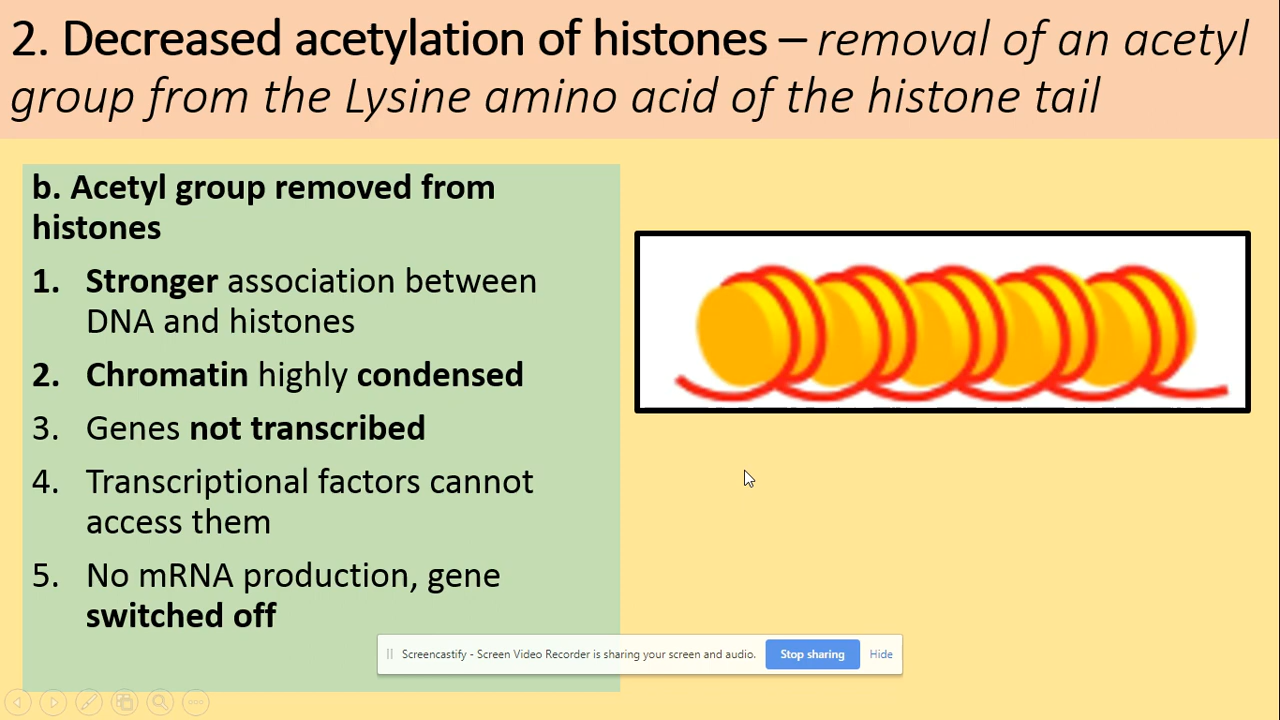 2. Decreased acetylation of histones – removal of an acetyl
group from the Lysine amino acid of the histone tail
b. Acetyl group removed from
histones
1. Stronger association between
DNA and histones
2. Chromatin highly condensed
3. Genes not transcribed
4. Transcriptional factors cannot
access them
5. No mRNA production, gene
switched off
Screencastify - Screen Video Recorder is sharing your screen and audio. Stop sharing Hide